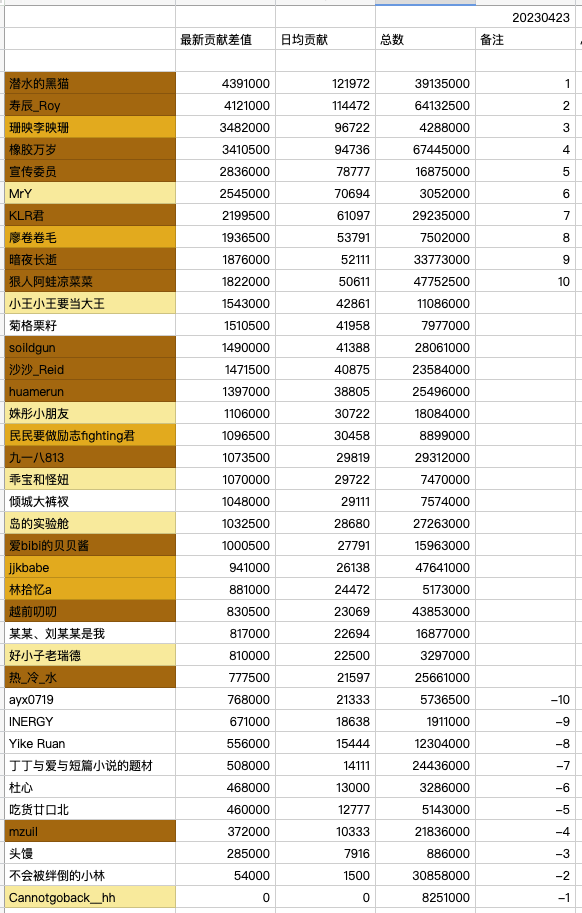 20230423
最新贡献差值 日均贡献 总数 备注
潜水的黑猫 4391000 121972 39135000 1
寿辰_Roy 4121000 114472 64132500 2
珊映李映珊 3482000 96722 4288000 3
橡胶万岁 3410500 94736 67445000 4
宣传委员 2836000 78777 16875000 5
MrY 2545000 70694 3052000 6
KLR君 2199500 61097 29235000 7
廖卷卷毛 1936500 53791 7502000 8
暗夜长逝 1876000 52111 33773000 9
狠人阿蛙凉菜菜 1822000 50611 47752500 10
小王小王要当大王 1543000 42861 11086000
菊格栗籽 1510500 41958 7977000
soildgun 1490000 41388 28061000
沙沙_Reid 1471500 40875 23584000
huamerun 1397000 38805 25496000
姝彤小朋友 1106000 30722 18084000
民民要做励志fighting君 1096500 30458 8899000
九一八813 1073500 29819 29312000
乖宝和怪妞 1070000 29722 7470000
倾城大裤衩 1048000 29111 7574000
岛的实验舱 1032500 28680 27263000
爱bibi的贝贝酱 1000500 27791 15963000
jjkbabe 941000 26138 47641000
林拾忆a 881000 24472 5173000
越前叨叨 830500 23069 43853000
某某、刘某某是我 817000 22694 16877000
好小子老瑞德 810000 22500 3297000
热_冷_水 777500 21597 25661000
ayx0719 768000 21333 5736500 −10
INERGY 671000 18638 1911000 −9
Yike Ruan 556000 15444 12304000 −8
丁丁与爱与短篇小说的题材 508000 14111 24436000 −7
杜心 468000 13000 3286000 −6
吃货廿口北 460000 12777 5143000 −5
mzuil 372000 10333 21836000 −4
头馒 285000 7916 886000 −3
不会被绊倒的小林 54000 1500 30858000 −2
Cannotgoback__hh 0 0 8251000 −1